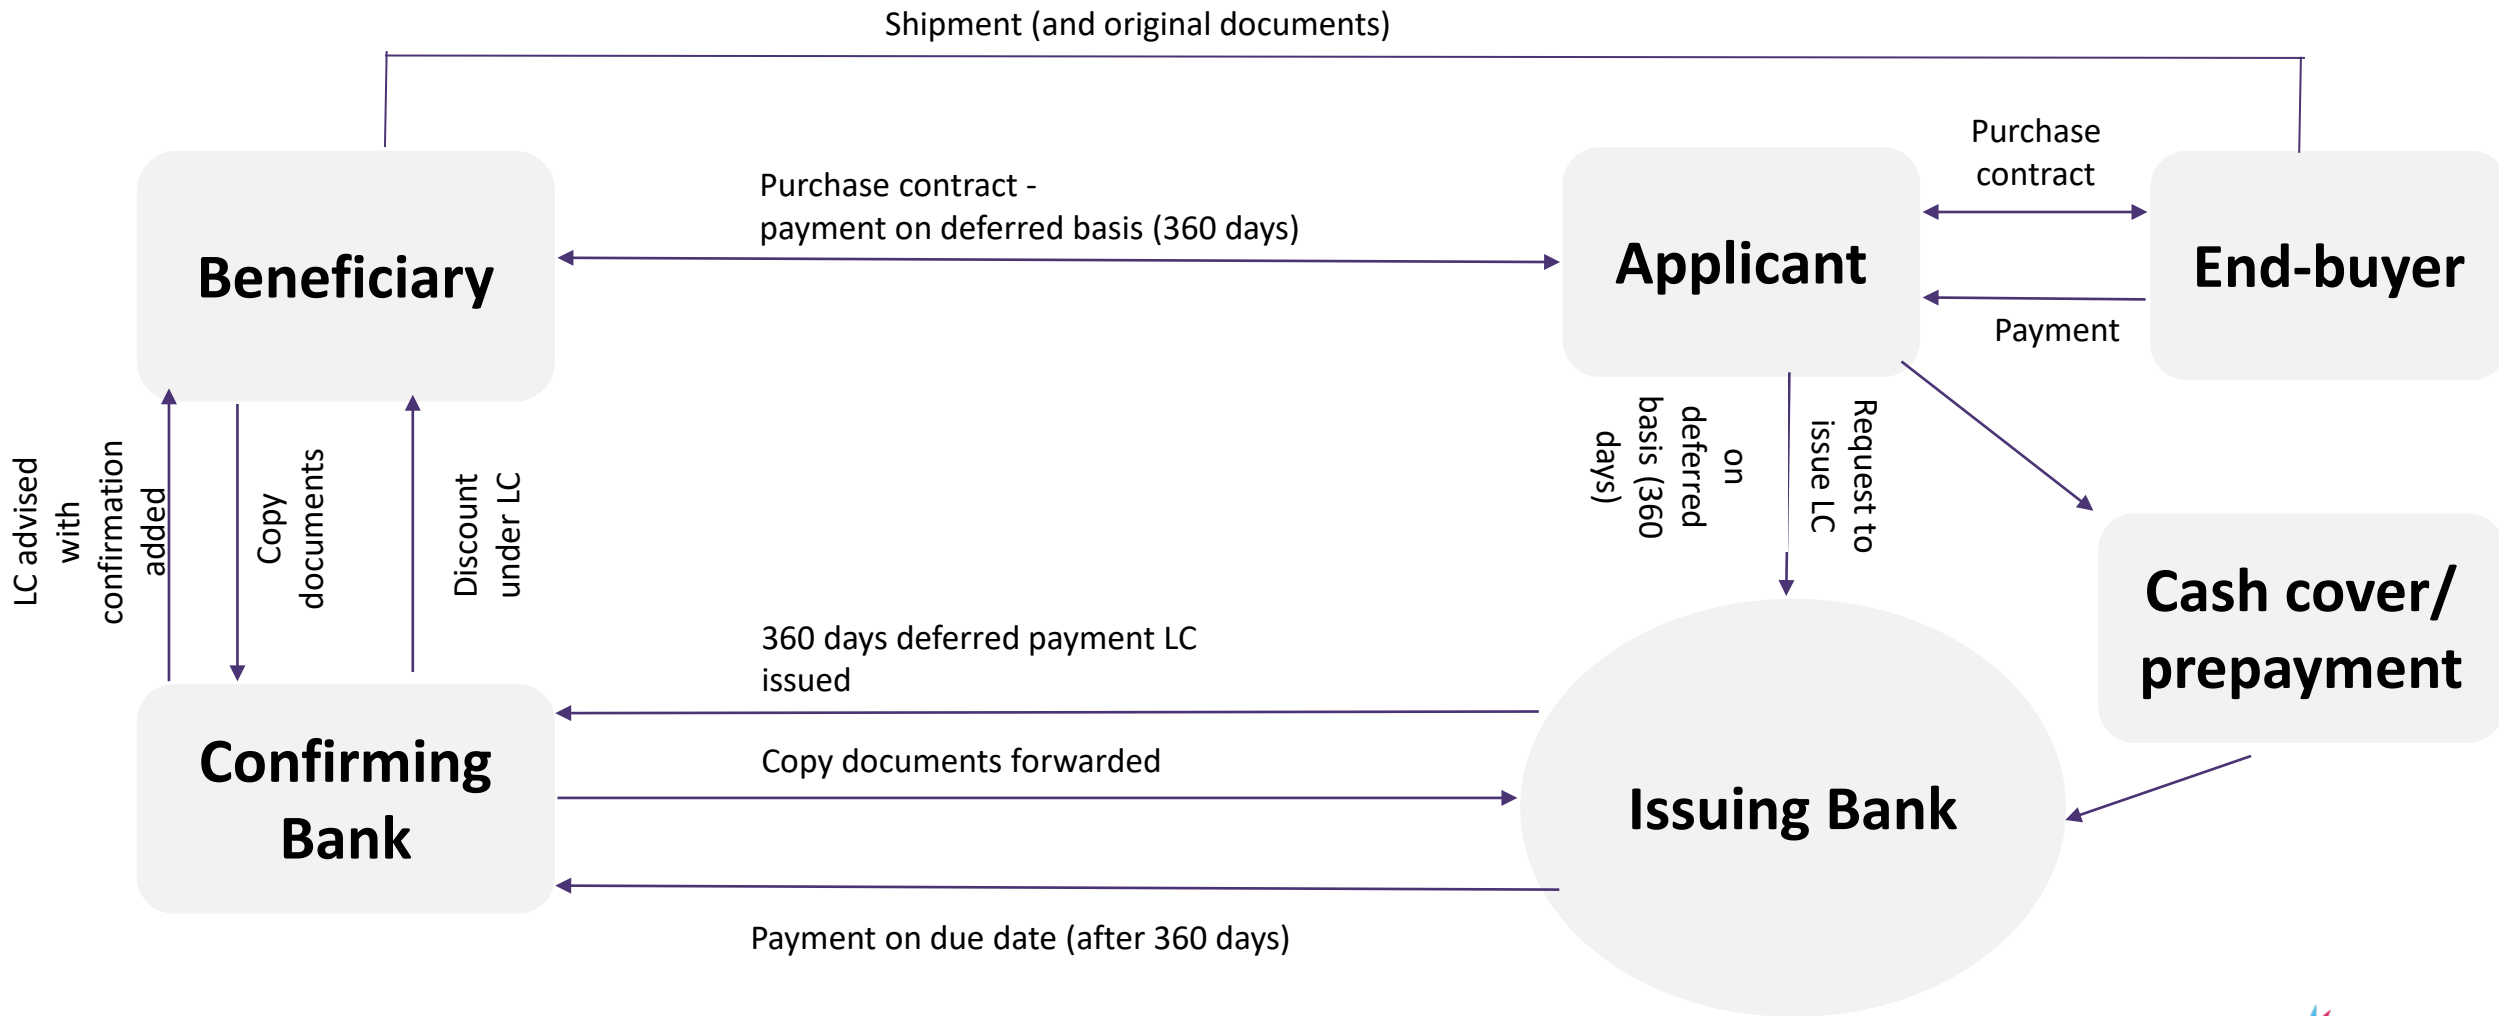 Shipment (and original documents)
Purchase
contract
Purchase contract -
payment on deferred basis (360 days)
Beneficiary
Applicant
End-buyer
Payment
LC advised
with
confirmation
added
Copy
documents
Discount
under LC
Request to
issue LC
on
deferred
basis (360
days)
Cash cover/
prepayment
360 days deferred payment LC
issued
Confirming
Bank
Copy documents forwarded
Issuing Bank
Payment on due date (after 360 days)